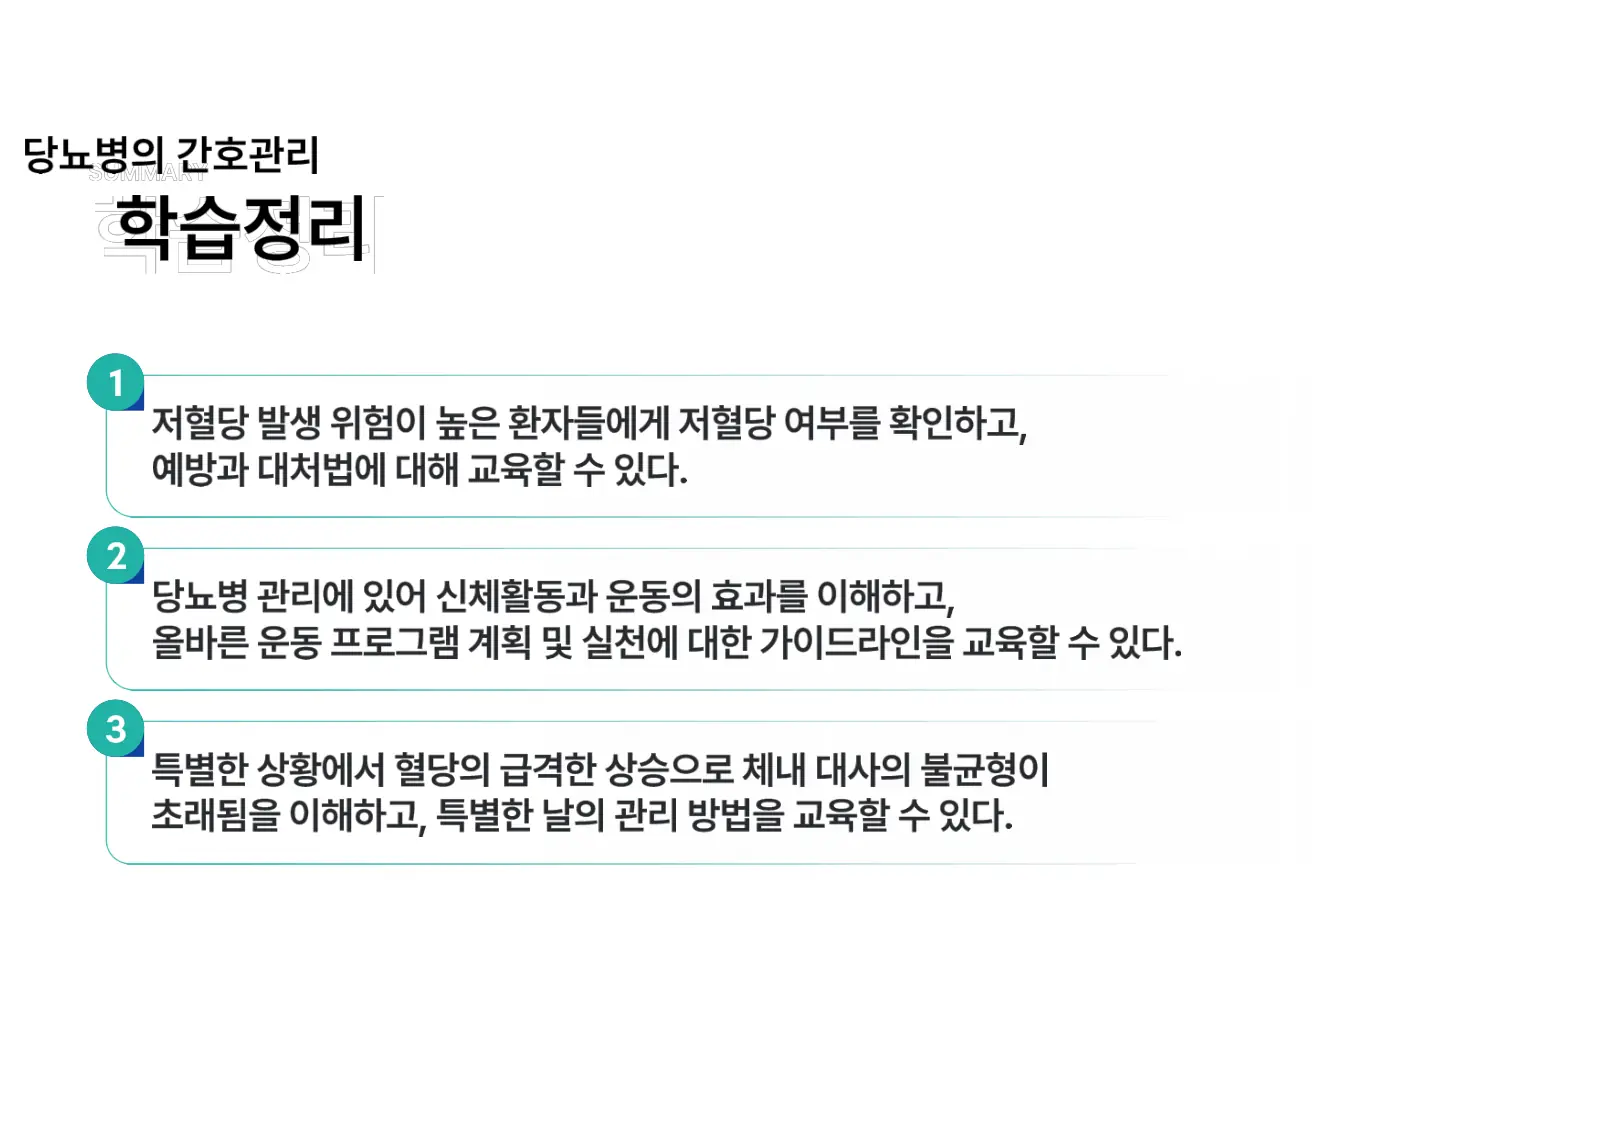 당뇨병의 간호관리
SUMMARY
학습정리
1
저혈당 발생 위험이 높은 환자들에게 저혈당 여부를 확인하고,
예방과 대처법에 대해 교육할 수 있다.
2
당뇨병 관리에 있어 신체활동과 운동의 효과를 이해하고,
올바른 운동 프로그램 계획 및 실천에 대한 가이드라인을 교육할 수 있다.
3
특별한 상황에서 혈당의 급격한 상승으로 체내 대사의 불균형이
초래됨을 이해하고, 특별한 날의 관리 방법을 교육할 수 있다.